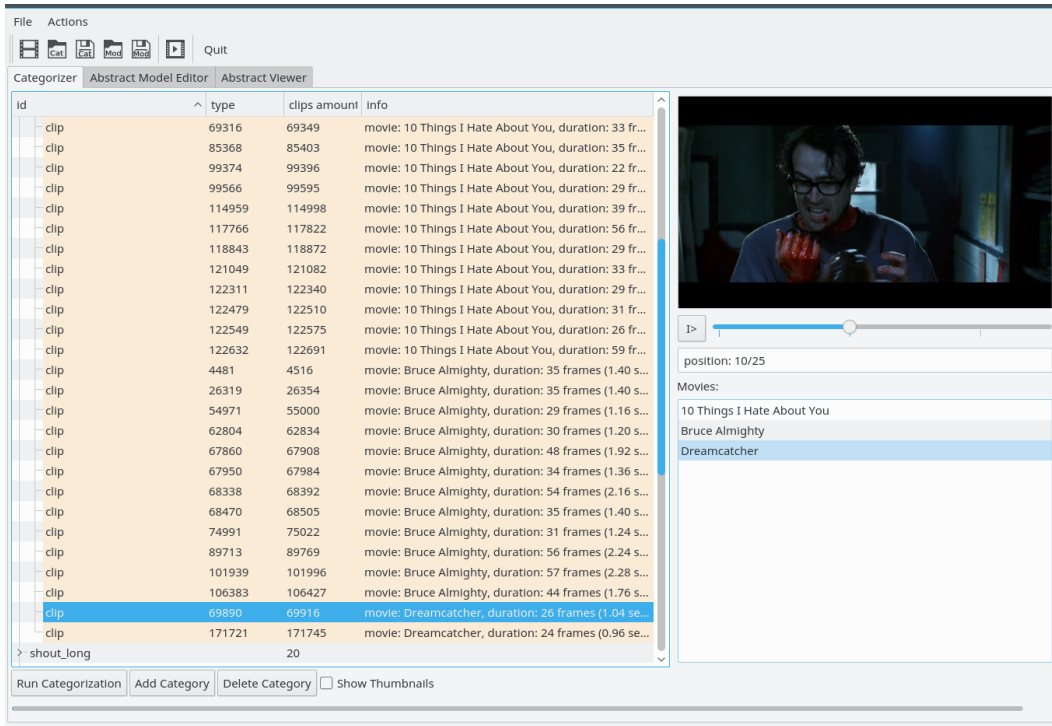 File Actions
Cat Cat Mod Mod Quit
Categorizer Abstract Model Editor Abstract Viewer
id type clips amount info
clip 69316 69349 movie: 10 Things I Hate About You, duration: 33 fr...
clip 85368 85403 movie: 10 Things I Hate About You, duration: 35 fr...
clip 99374 99396 movie: 10 Things I Hate About You, duration: 22 fr...
clip 99566 99595 movie: 10 Things I Hate About You, duration: 29 fr...
clip 114959 114998 movie: 10 Things I Hate About You, duration: 39 fr...
clip 117766 117822 movie: 10 Things I Hate About You, duration: 56 fr...
clip 118843 118872 movie: 10 Things I Hate About You, duration: 29 fr...
clip 121049 121082 movie: 10 Things I Hate About You, duration: 33 fr...
clip 122311 122340 movie: 10 Things I Hate About You, duration: 29 fr...
clip 122479 122510 movie: 10 Things I Hate About You, duration: 31 fr...
clip 122549 122575 movie: 10 Things I Hate About You, duration: 26 fr...
clip 122632 122691 movie: 10 Things I Hate About You, duration: 59 fr...
clip 4481 4516 movie: Bruce Almighty, duration: 35 frames (1.40 s...
clip 26319 26354 movie: Bruce Almighty, duration: 35 frames (1.40 s...
clip 54971 55000 movie: Bruce Almighty, duration: 29 frames (1.16 s...
clip 62804 62834 movie: Bruce Almighty, duration: 30 frames (1.20 s...
clip 67860 67908 movie: Bruce Almighty, duration: 48 frames (1.92 s...
clip 67950 67984 movie: Bruce Almighty, duration: 34 frames (1.36 s...
clip 68338 68392 movie: Bruce Almighty, duration: 54 frames (2.16 s...
clip 68470 68505 movie: Bruce Almighty, duration: 35 frames (1.40 s...
clip 74991 75022 movie: Bruce Almighty, duration: 31 frames (1.24 s...
clip 89713 89769 movie: Bruce Almighty, duration: 56 frames (2.24 s...
clip 101939 101996 movie: Bruce Almighty, duration: 57 frames (2.28 s...
clip 106383 106427 movie: Bruce Almighty, duration: 44 frames (1.76 s...
clip 69890 69916 movie: Dreamcatcher, duration: 26 frames (1.04 se...
clip 171721 171745 movie: Dreamcatcher, duration: 24 frames (0.96 se...
shout_long 20
I>
position: 10/25
Movies:
10 Things I Hate About You
Bruce Almighty
Dreamcatcher
Run Categorization Add Category Delete Category Show Thumbnails